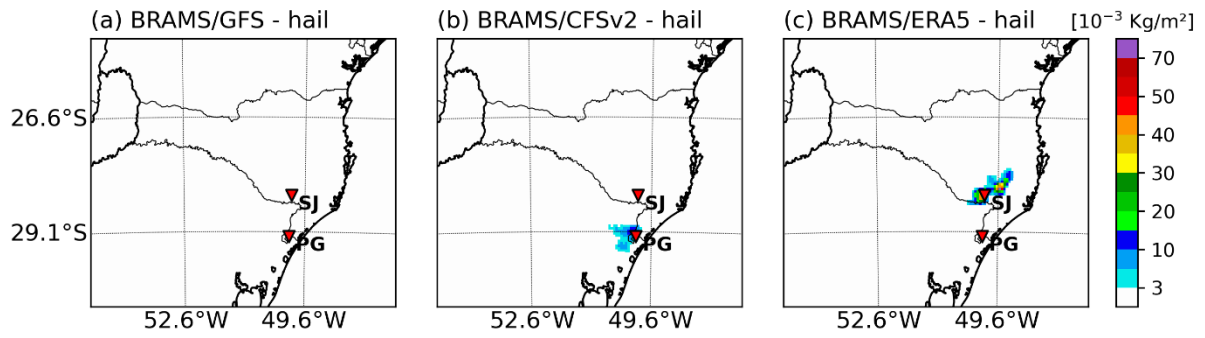 (a) BRAMS/GFS - hail
(b) BRAMS/CFSv2 - hail
(c) BRAMS/ERA5 - hail
[10⁻³ Kg/m²]
26.6°S
29.1°S
SJ
PG
SJ
PG
SJ
PG
52.6°W
49.6°W
52.6°W
49.6°W
52.6°W
49.6°W
70
50
40
30
20
10
3